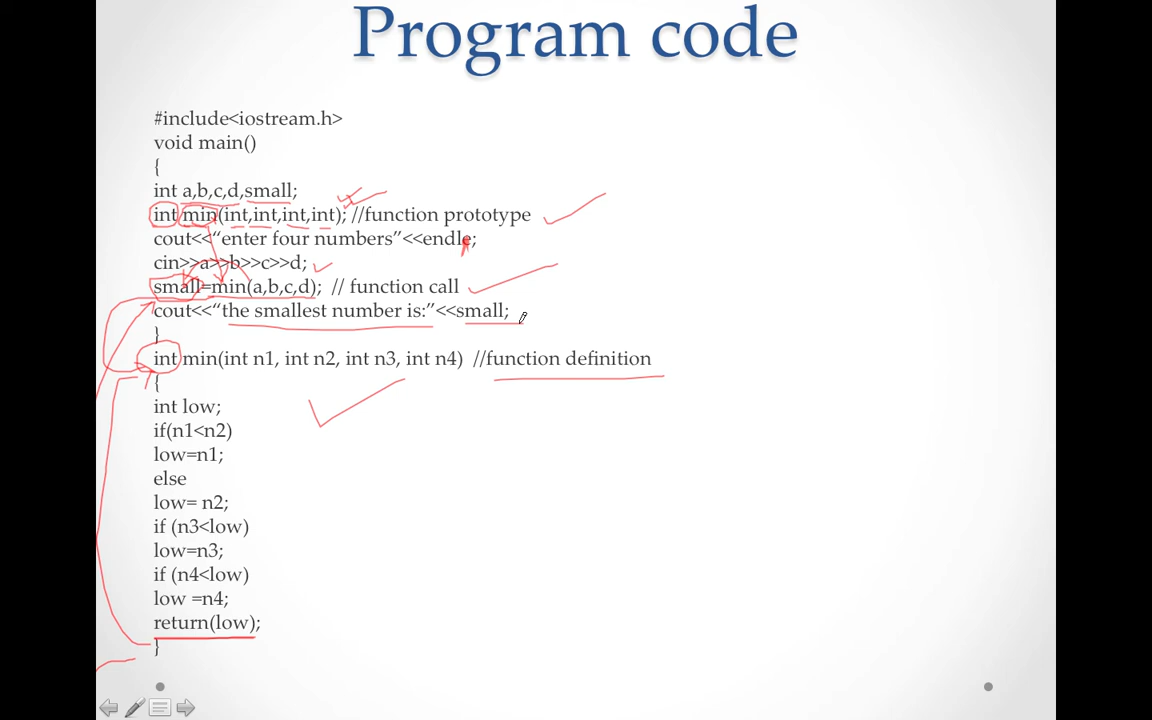 Program code
#include<iostream.h>
void main()
{
int a,b,c,d,small;
int min(int,int,int,int); //function prototype
cout<<“enter four numbers”<<endle;
cin>>a>>b>>c>>d;
small=min(a,b,c,d); // function call
cout<<“the smallest number is:”<<small;
}
int min(int n1, int n2, int n3, int n4) //function definition
{
int low;
if(n1<n2)
low=n1;
else
low= n2;
if (n3<low)
low=n3;
if (n4<low)
low =n4;
return(low);
}